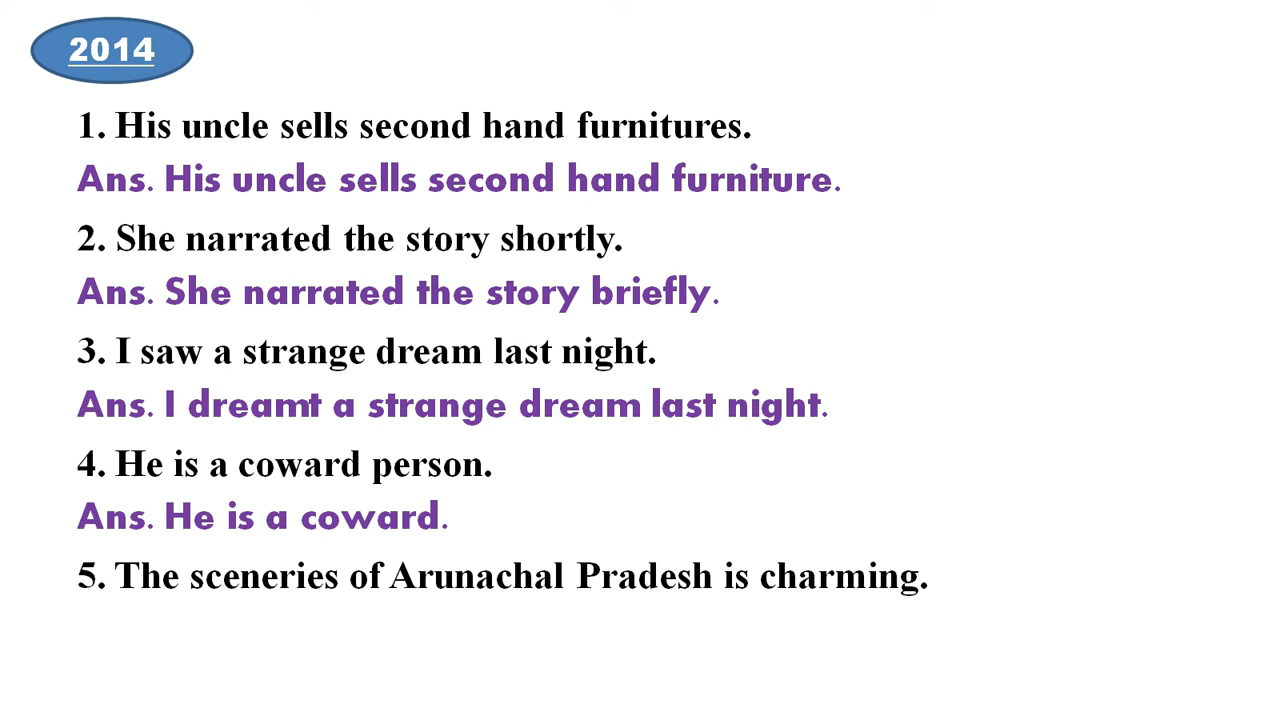 2014
1. His uncle sells second hand furnitures.
Ans. His uncle sells second hand furniture.
2. She narrated the story shortly.
Ans. She narrated the story briefly.
3. I saw a strange dream last night.
Ans. I dreamt a strange dream last night.
4. He is a coward person.
Ans. He is a coward.
5. The sceneries of Arunachal Pradesh is charming.